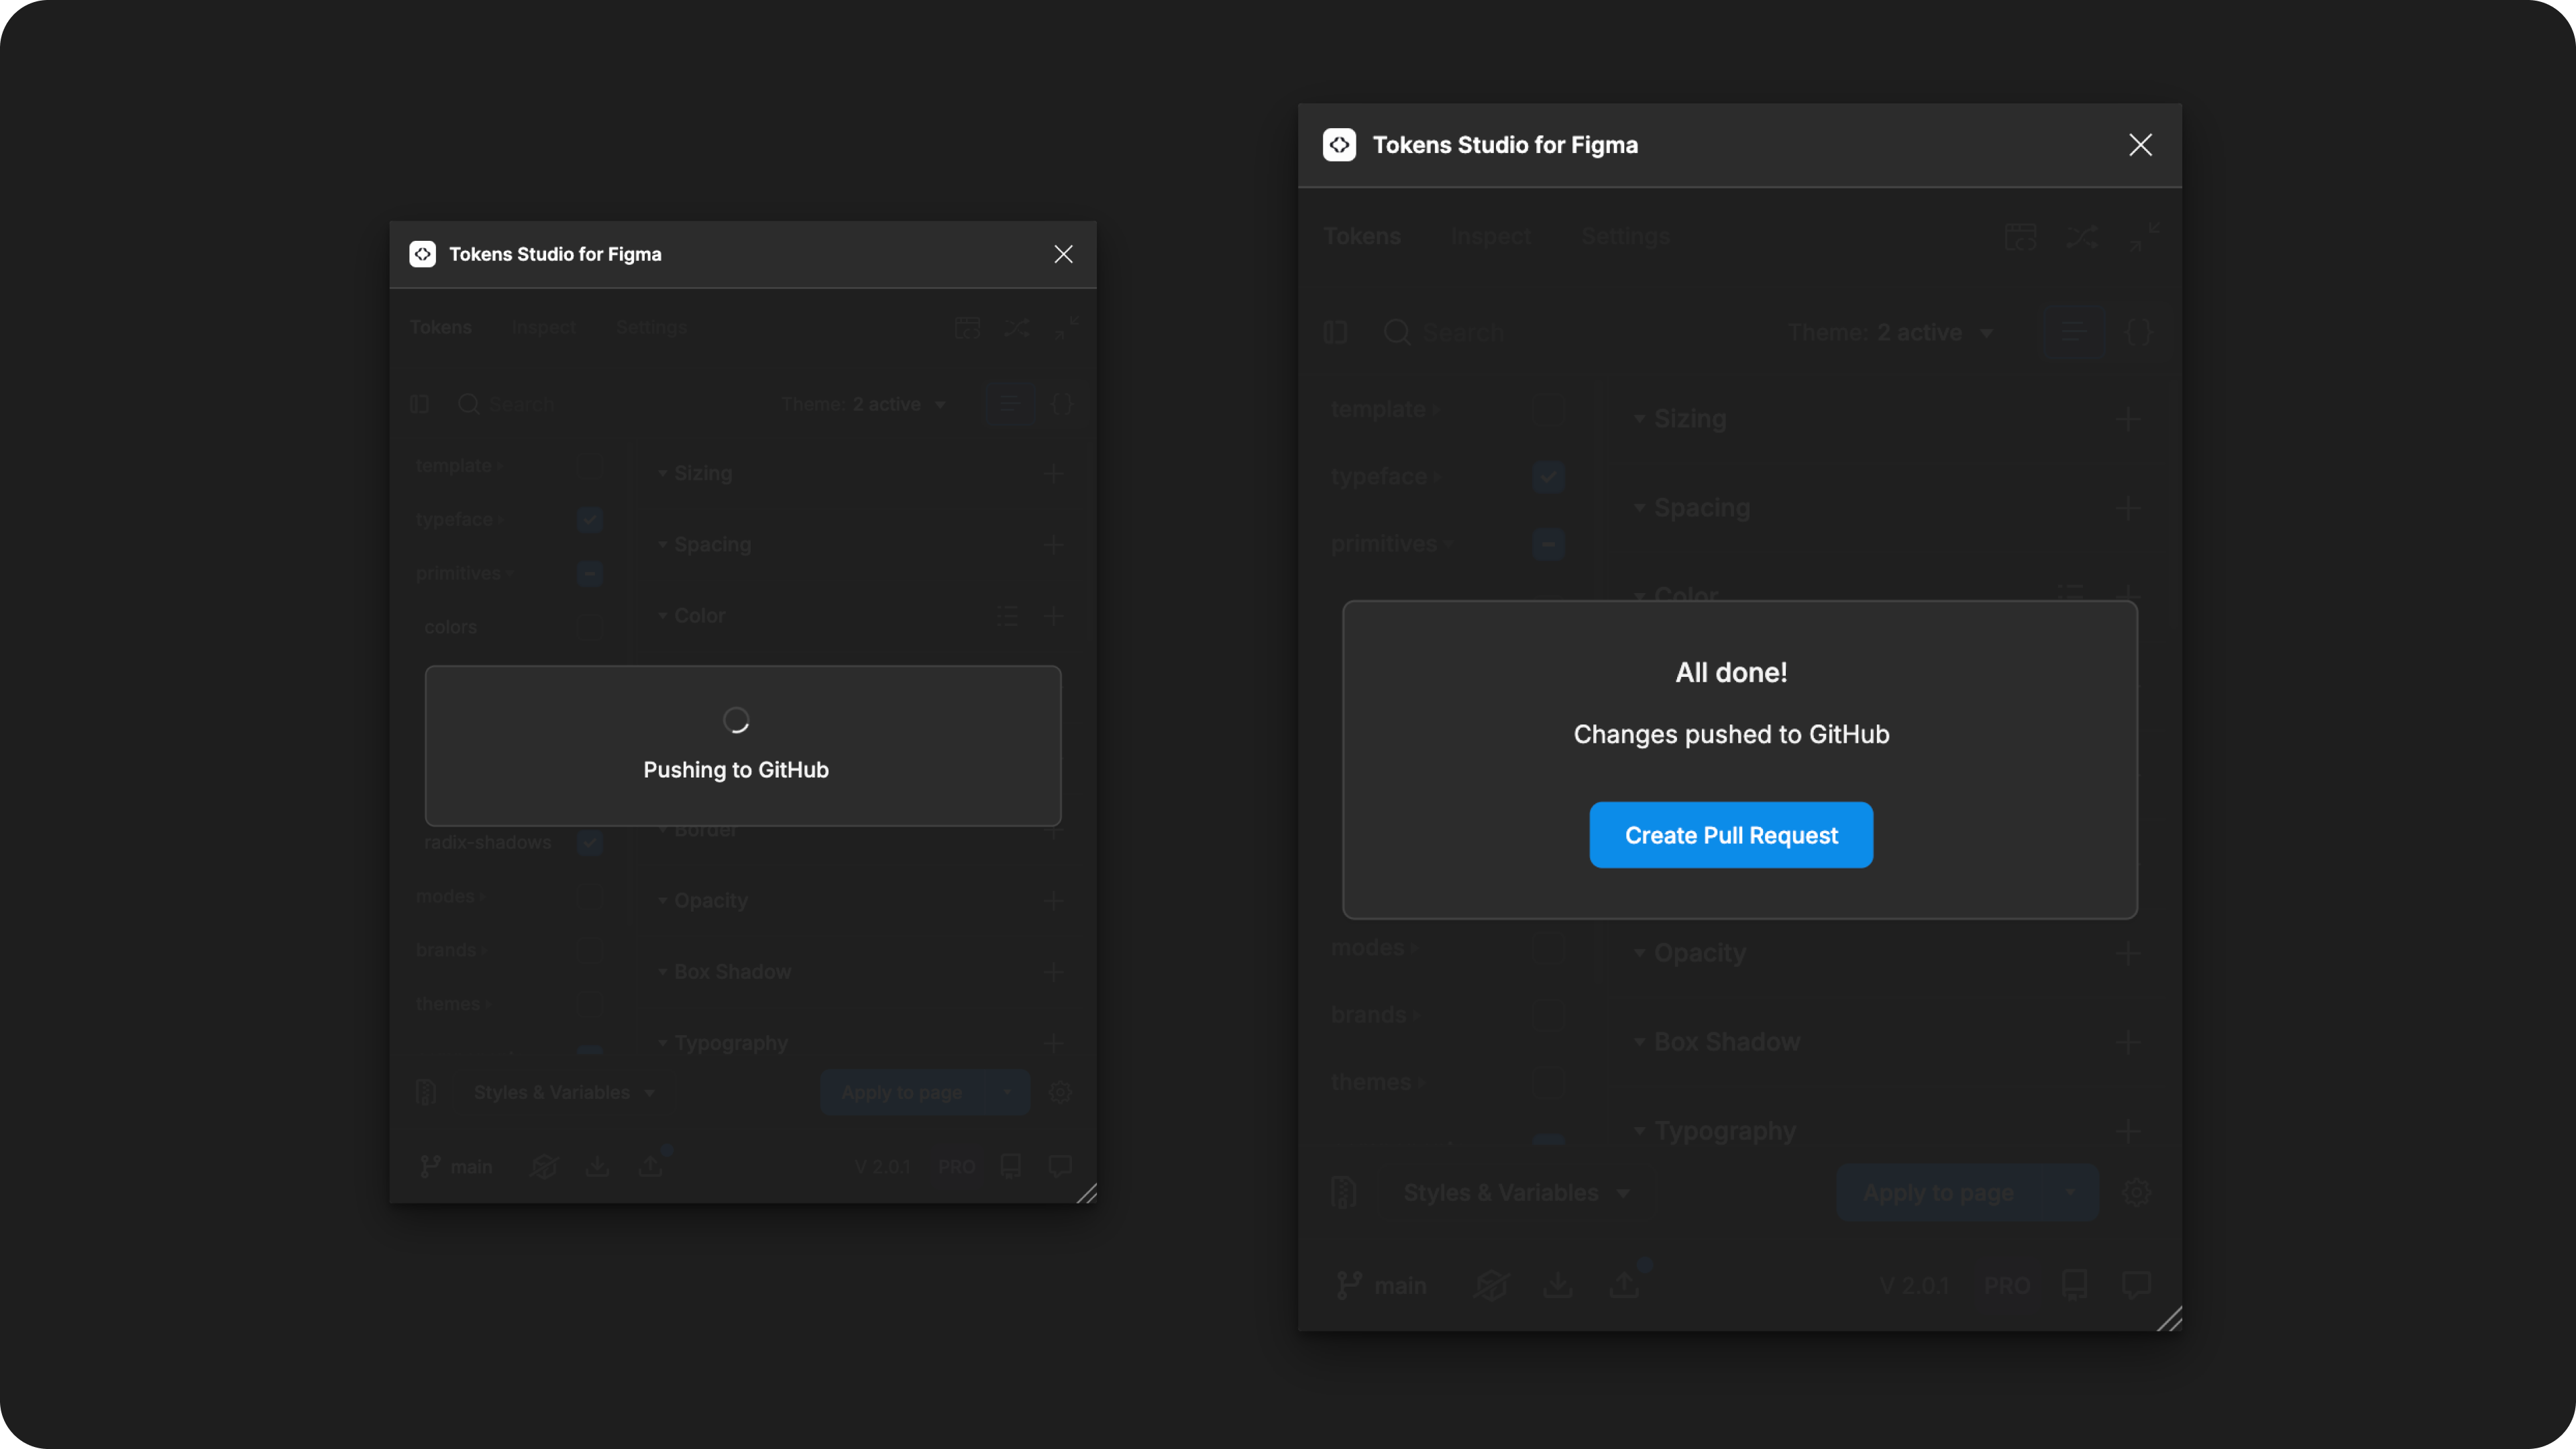 Tokens Studio for Figma
Tokens Inspect Settings
Search Theme: 2 active
template
typeface
primitives
colors
Sizing
Spacing
Color
Pushing to GitHub
radix-shadows
modes
brands
themes
Border
Opacity
Box Shadow
Typography
Styles & Variables Apply to page
main V 2.0.1 PRO
Tokens Studio for Figma
Tokens Inspect Settings
Search Theme: 2 active
template
typeface
primitives
Sizing
Spacing
Color
All done!
Changes pushed to GitHub
Create Pull Request
modes
brands
themes
Opacity
Box Shadow
Typography
Styles & Variables Apply to page
main V 2.0.1 PRO